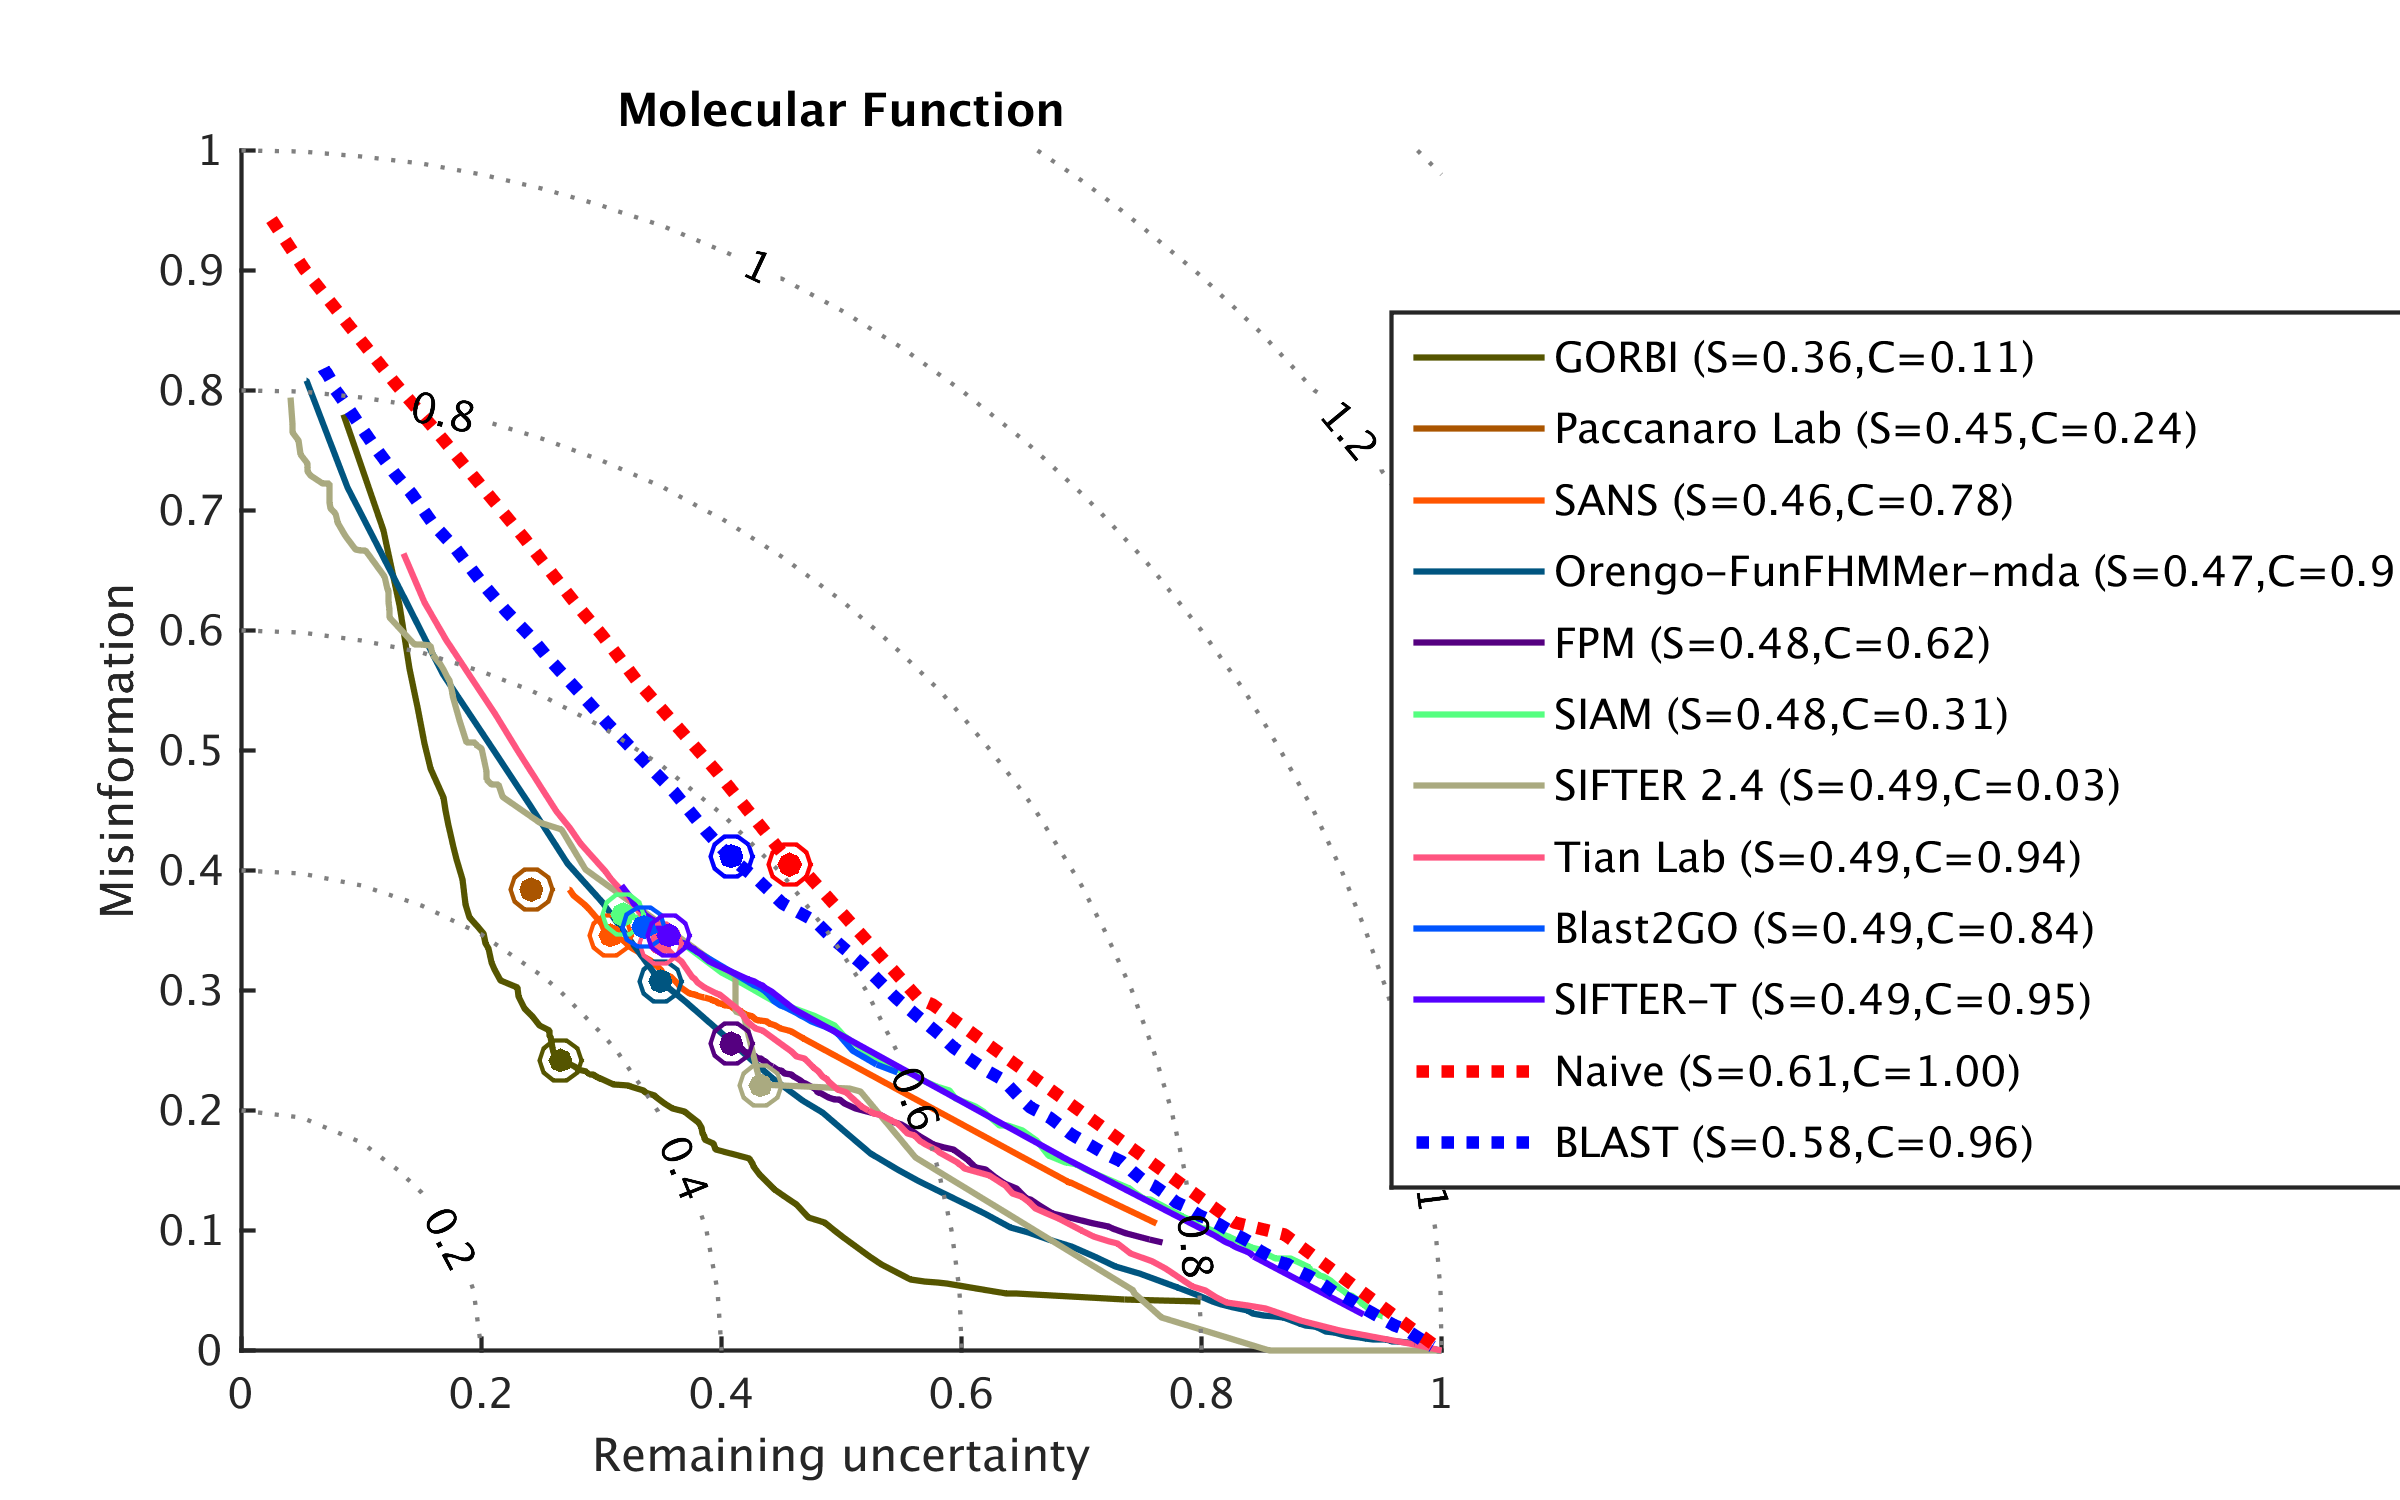 Molecular Function
1
0.9
0.8
0.7
0.6
0.5
0.4
0.3
0.2
0.1
0
0
0.2
0.4
0.6
0.8
1
Misinformation
Remaining uncertainty
1
0.8
1.2
0.6
0.4
0.2
0.8
1
GORBI (S=0.36,C=0.11)
Paccanaro Lab (S=0.45,C=0.24)
SANS (S=0.46,C=0.78)
Orengo-FunFHMMer-mda (S=0.47,C=0.9
FPM (S=0.48,C=0.62)
SIAM (S=0.48,C=0.31)
SIFTER 2.4 (S=0.49,C=0.03)
Tian Lab (S=0.49,C=0.94)
Blast2GO (S=0.49,C=0.84)
SIFTER-T (S=0.49,C=0.95)
Naive (S=0.61,C=1.00)
BLAST (S=0.58,C=0.96)